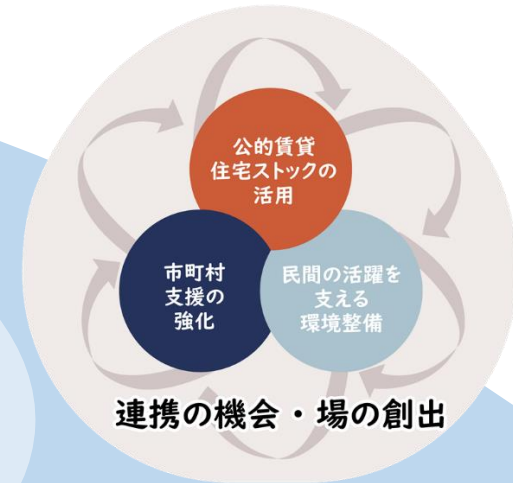 公的賃貸
住宅ストックの
活用
市町村
支援の
強化
民間の活躍を
支える
環境整備
連携の機会・場の創出